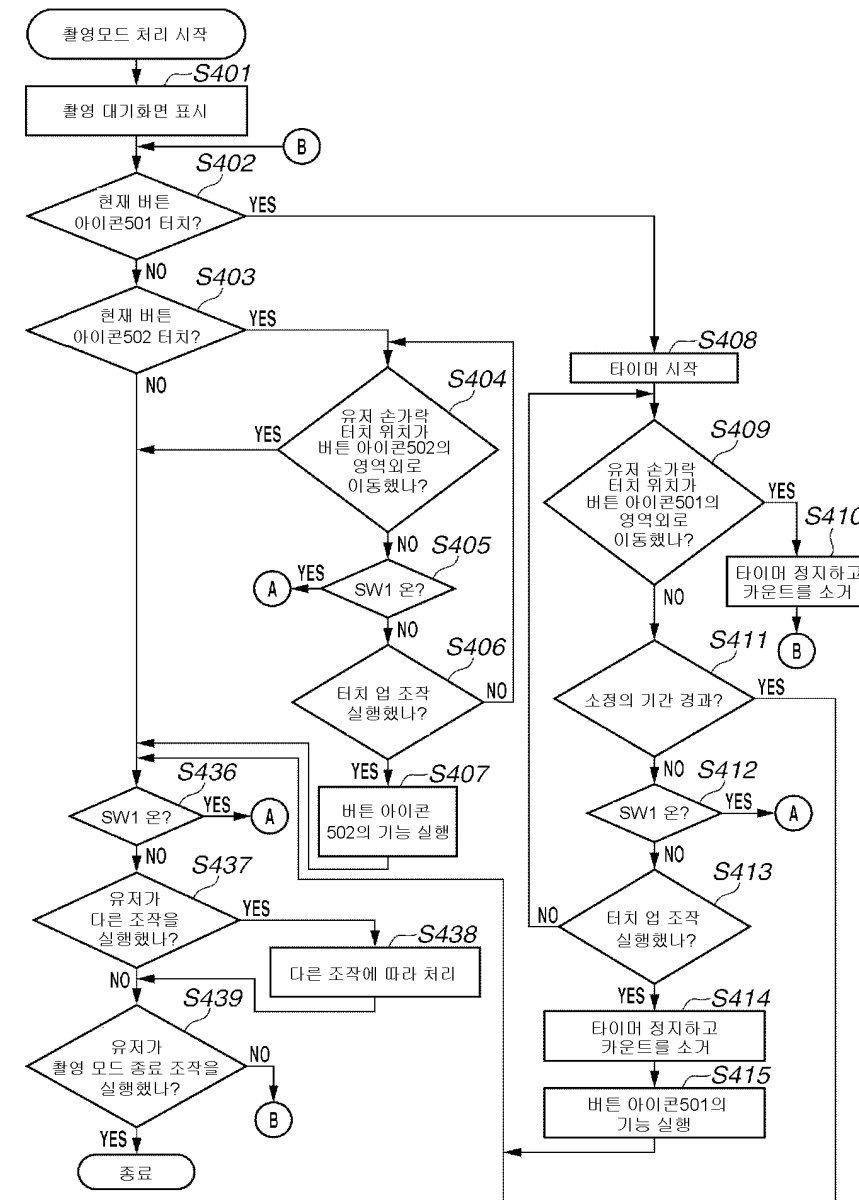 촬영모드 처리 시작
S401
촬영 대기화면 표시
B
S402
현재 버튼
아이콘501 터치?
YES
NO
S403
현재 버튼
아이콘502 터치?
YES
NO
S404
유저 손가락
터치 위치가
버튼 아이콘502의
영역외로
이동했나?
YES
NO
S405
SW1 온?
YES
A
NO
S406
터치 업 조작
실행했나?
NO
YES
S407
버튼 아이콘
502의 기능 실행
S408
타이머 시작
S409
유저 손가락
터치 위치가
버튼 아이콘501의
영역외로
이동했나?
YES
NO
S410
타이머 정지하고
카운트를 소거
B
S411
소정의 기간 경과?
YES
NO
S412
SW1 온?
YES
A
NO
S413
터치 업 조작
실행했나?
NO
YES
S414
타이머 정지하고
카운트를 소거
S415
버튼 아이콘501의
기능 실행
S436
SW1 온?
YES
A
NO
S437
유저가
다른 조작을
실행했나?
YES
NO
S438
다른 조작에 따라 처리
S439
유저가
촬영 모드 종료 조작을
실행했나?
NO
B
YES
종료